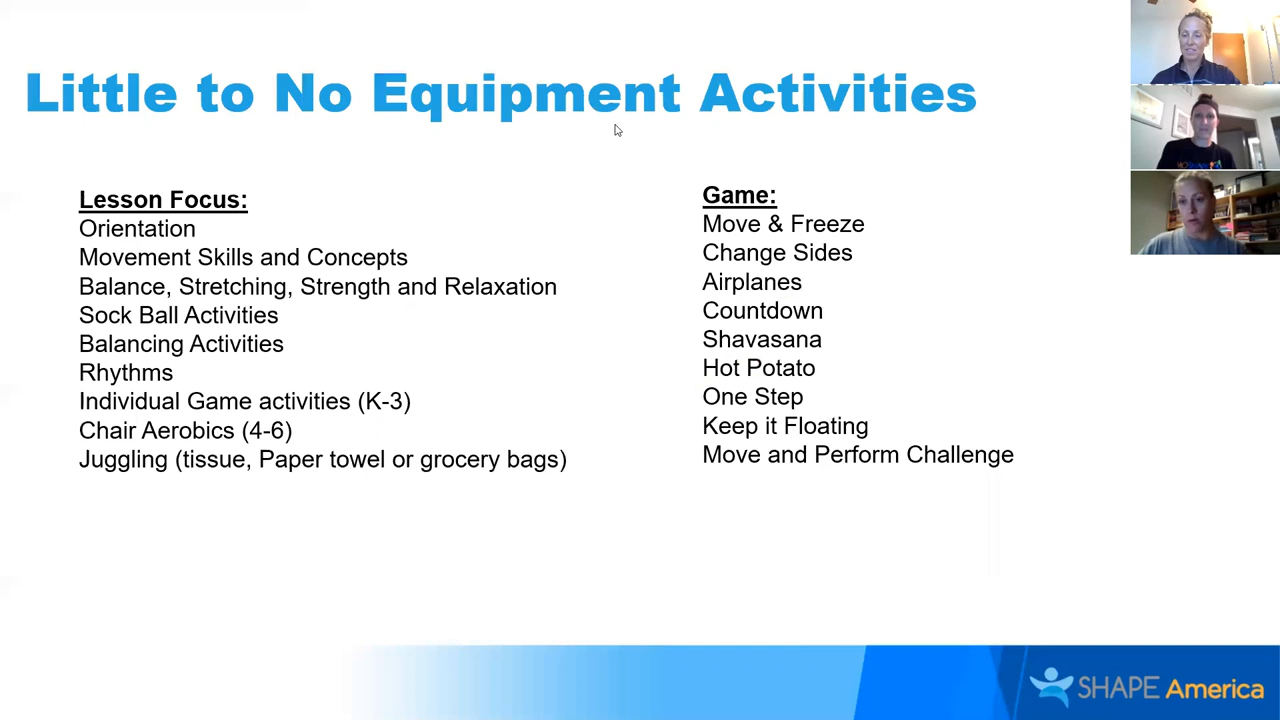 Little to No Equipment Activities
Lesson Focus:
Orientation
Movement Skills and Concepts
Balance, Stretching, Strength and Relaxation
Sock Ball Activities
Balancing Activities
Rhythms
Individual Game activities (K-3)
Chair Aerobics (4-6)
Juggling (tissue, Paper towel or grocery bags)
Game:
Move & Freeze
Change Sides
Airplanes
Countdown
Shavasana
Hot Potato
One Step
Keep it Floating
Move and Perform Challenge
SHAPE America